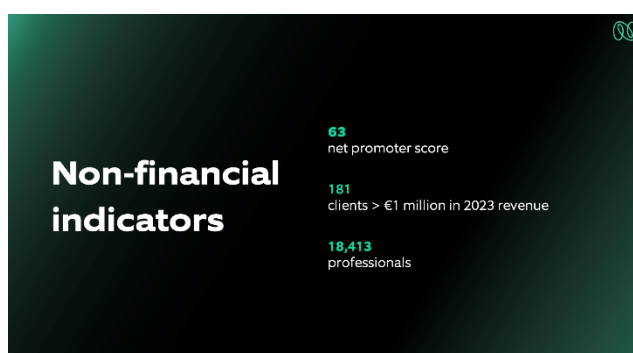 Non-financial
indicators
63
net promoter score
181
clients > €1 million in 2023 revenue
18,413
professionals